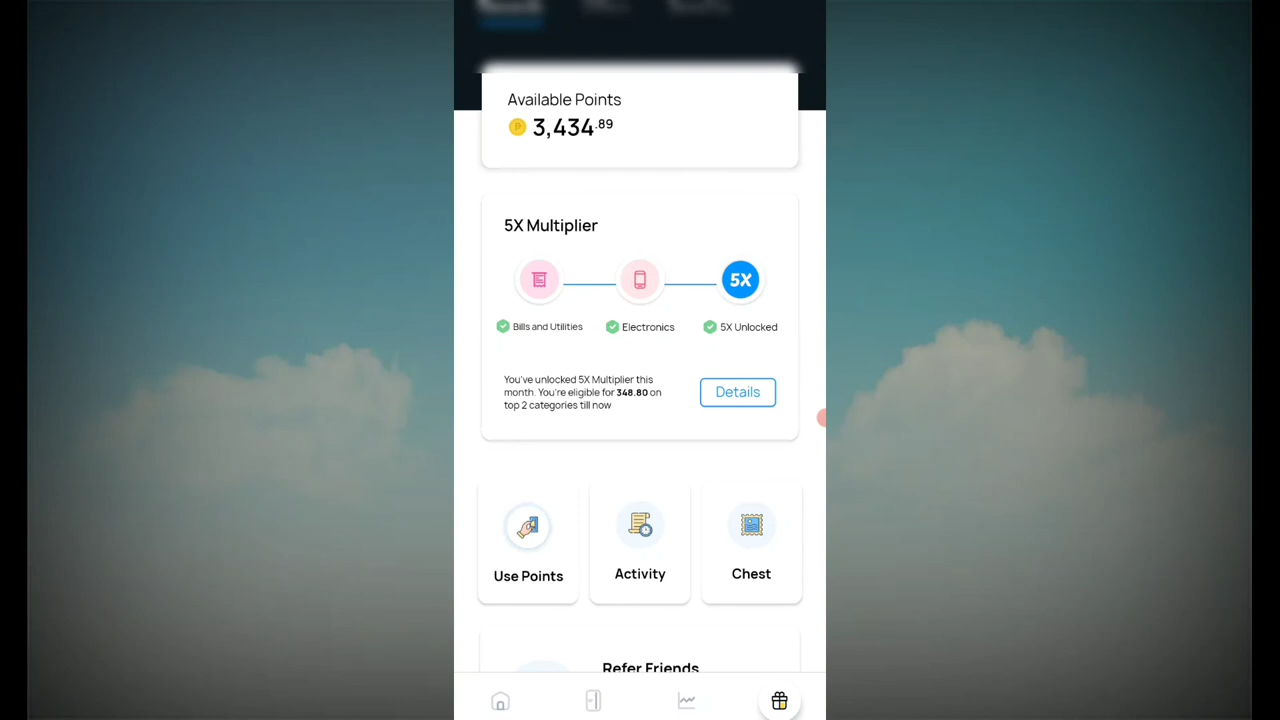 Available Points
3,434.89
5X Multiplier
5X
Bills and Utilities
Electronics
5X Unlocked
You've unlocked 5X Multiplier this
month. You're eligible for 348.80 on
top 2 categories till now
Details
Use Points
Activity
Chest
Refer Friends